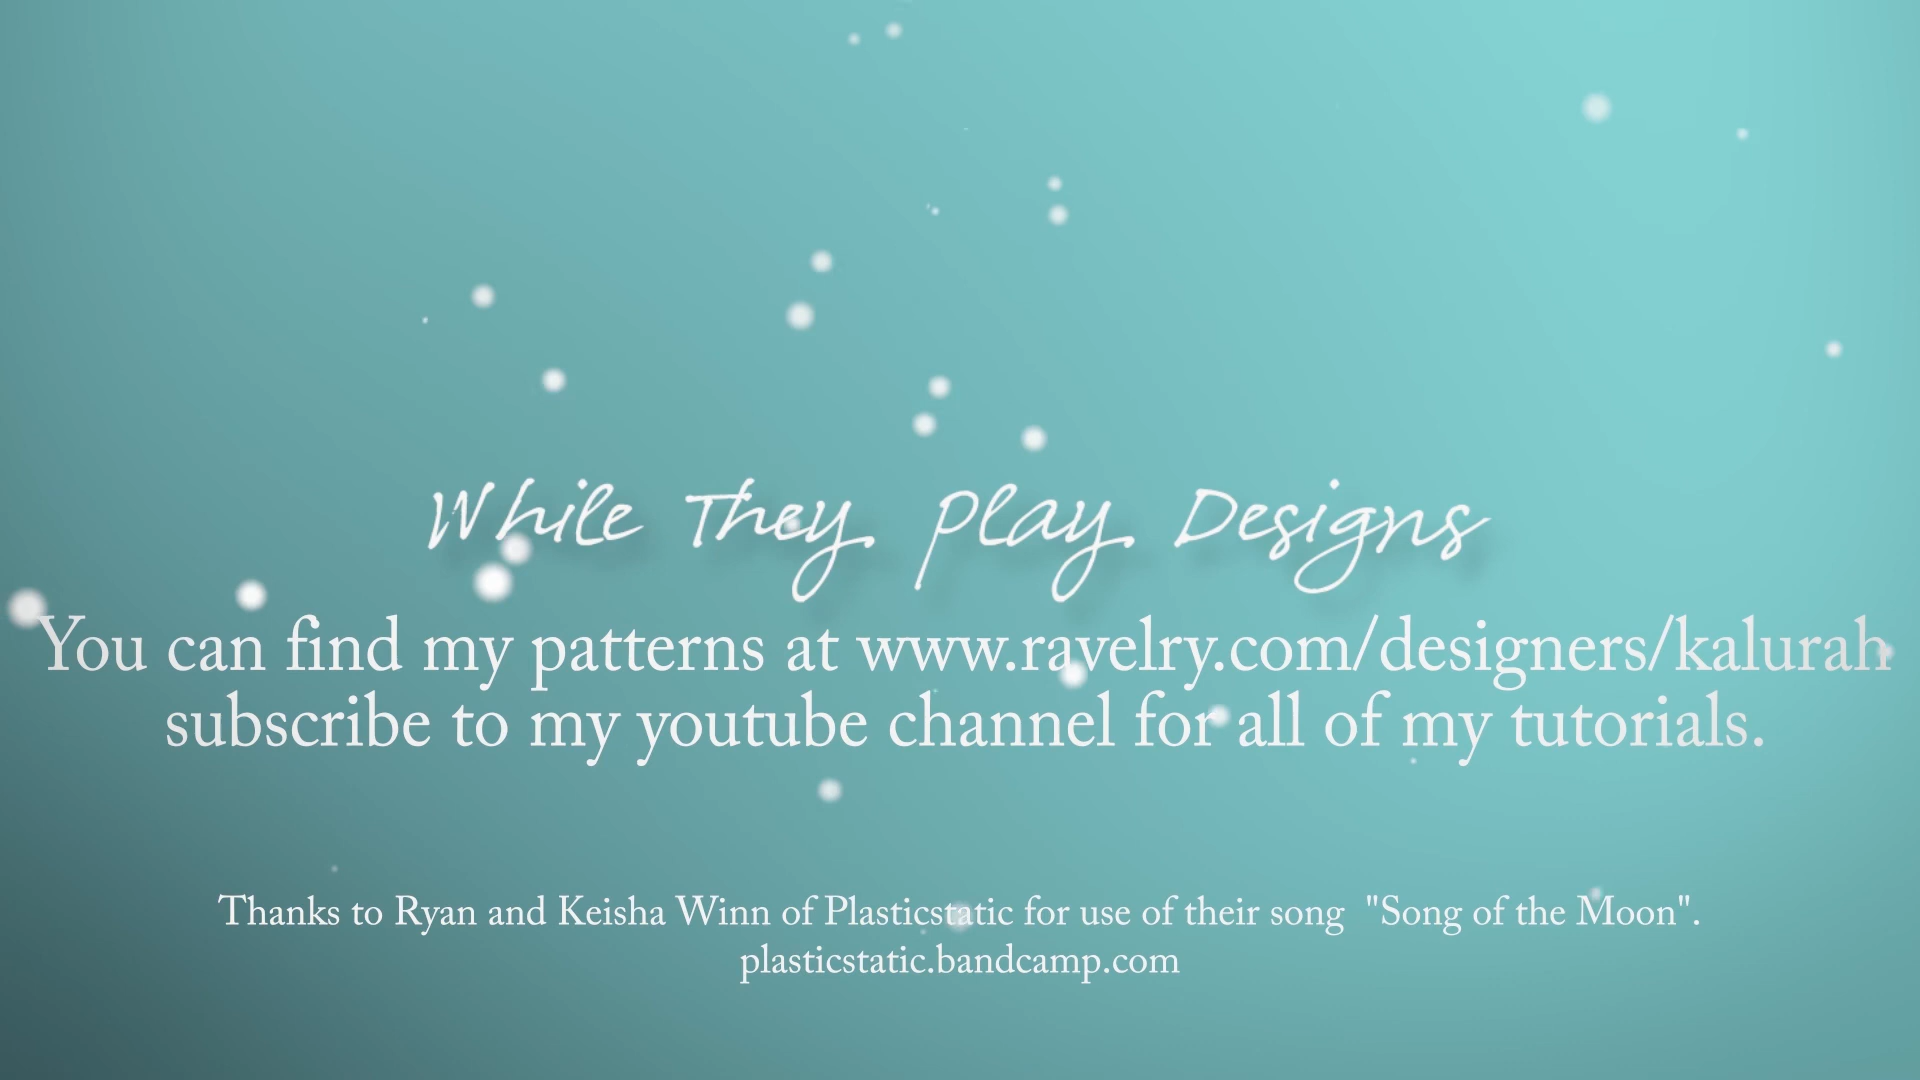 While They Play Designs
You can find my patterns at www.ravelry.com/designers/kalurah
subscribe to my youtube channel for all of my tutorials.
Thanks to Ryan and Keisha Winn of Plasticstatic for use of their song  "Song of the Moon".
plasticstatic.bandcamp.com